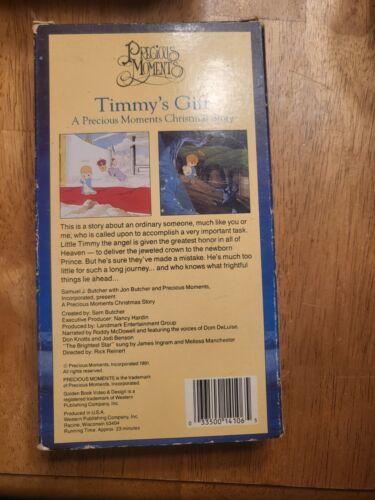 PRECIOUS
MOMENTS
Timmy's Gift
A Precious Moments Christmas Story
This is a story about an ordinary someone, much like you or
me, who is called upon to accomplish a very important task.
Little Timmy the angel is given the greatest honor in all of
Heaven — to deliver the jeweled crown to the newborn
Prince. But he's sure they've made a mistake. He's much too
little for such a long journey... and who knows what frightful
things lie ahead...
Samuel J. Butcher with Jon Butcher and Precious Moments,
Incorporated, present:
A Precious Moments Christmas Story
Created by: Sam Butcher
Executive Producer: Nancy Hardin
Produced by: Landmark Entertainment Group
Narrated by Roddy McDowell and featuring the voices of Dom DeLuise,
Don Knotts and Jodi Benson
"The Brightest Star" sung by James Ingram and Melissa Manchester
Directed by: Rick Reinert
© Precious Moments, Incorporated 1991.
All rights reserved.
PRECIOUS MOMENTS is the trademark
of Precious Moments, Incorporated.
Golden Book Video & Design is a
registered trademark of Western
Publishing Company, Inc.
Produced in U.S.A.
Western Publishing Company, Inc.
Racine, Wisconsin 53404
Running Time: Approx. 23 minutes
0 33500 14106 5